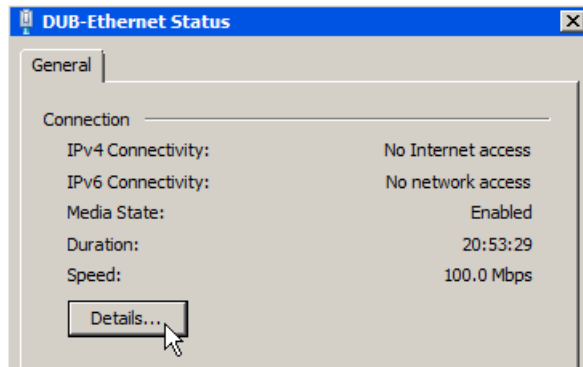 DUB-Ethernet Status
General
Connection
IPv4 Connectivity: No Internet access
IPv6 Connectivity: No network access
Media State: Enabled
Duration: 20:53:29
Speed: 100.0 Mbps
Details...